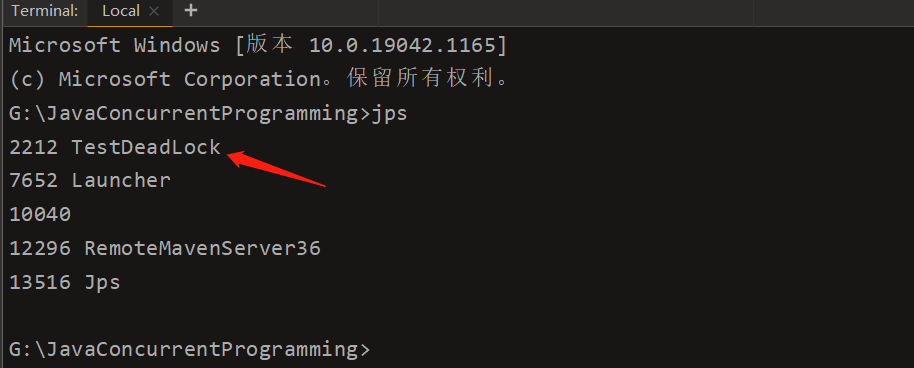 Terminal: Local × +
Microsoft Windows [版本 10.0.19042.1165]
(c) Microsoft Corporation。保留所有权利。
G:\JavaConcurrentProgramming>jps
2212 TestDeadLock
7652 Launcher
10040
12296 RemoteMavenServer36
13516 Jps
G:\JavaConcurrentProgramming>